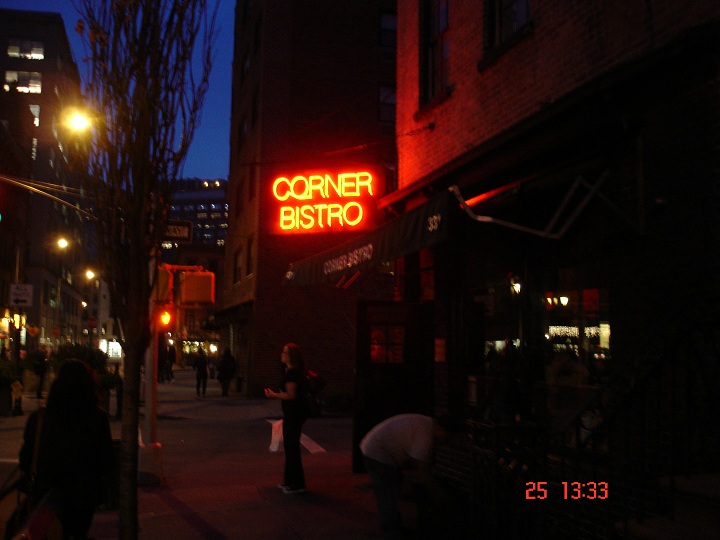 CORNER
BISTRO
CORNER BISTRO
331
25 13:33